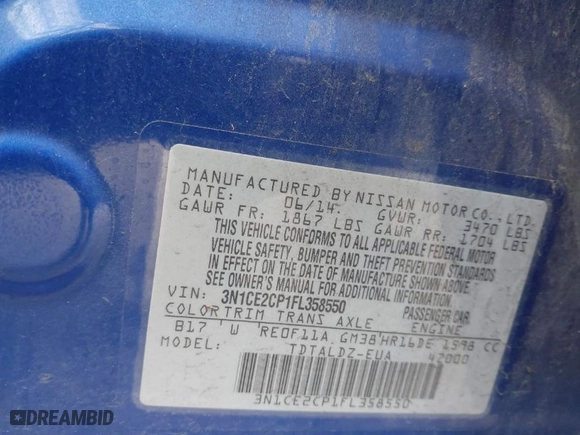 MANUFACTURED BY NISSAN MOTOR CO., LTD.
DATE: 06/14. GVWR: 3470 LBS
GAWR FR: 1867 LBS GAWR RR: 1704 LBS
THIS VEHICLE CONFORMS TO ALL APPLICABLE FEDERAL MOTOR
VEHICLE SAFETY, BUMPER AND THEFT PREVENTION STANDARDS
IN EFFECT ON THE DATE OF MANUFACTURE SHOWN ABOVE.
SEE OWNER'S MANUAL FOR ADDITIONAL INFORMATION
VIN: 3N1CE2CP1FL358550 PASSENGER CAR
COLOR TRIM TRANS AXLE ENGINE
B17 W RE0F11A GM38 HR16DE 1598 CC
MODEL: TDTALDZ-EUA 42000
3N1CE2CP1FL358550
DREAMBID